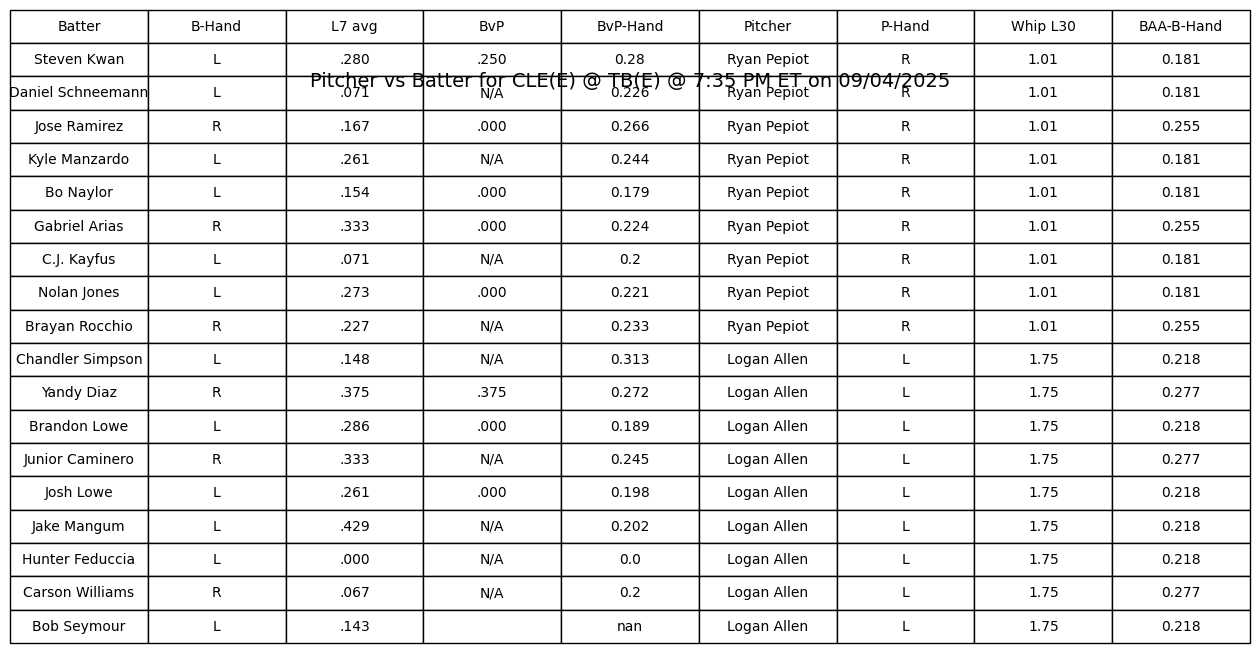 Batter B-Hand L7 avg BvP BvP-Hand Pitcher P-Hand Whip L30 BAA-B-Hand
Steven Kwan L .280 .250 0.28 Ryan Pepiot R 1.01 0.181
Pitcher vs Batter for CLE(E) @ TB(E) @ 7:35 PM ET on 09/04/2025
Daniel Schneemann L .071 N/A 0.226 Ryan Pepiot R 1.01 0.181
Jose Ramirez R .167 .000 0.266 Ryan Pepiot R 1.01 0.255
Kyle Manzardo L .261 N/A 0.244 Ryan Pepiot R 1.01 0.181
Bo Naylor L .154 .000 0.179 Ryan Pepiot R 1.01 0.181
Gabriel Arias R .333 .000 0.224 Ryan Pepiot R 1.01 0.255
C.J. Kayfus L .071 N/A 0.2 Ryan Pepiot R 1.01 0.181
Nolan Jones L .273 .000 0.221 Ryan Pepiot R 1.01 0.181
Brayan Rocchio R .227 N/A 0.233 Ryan Pepiot R 1.01 0.255
Chandler Simpson L .148 N/A 0.313 Logan Allen L 1.75 0.218
Yandy Diaz R .375 .375 0.272 Logan Allen L 1.75 0.277
Brandon Lowe L .286 .000 0.189 Logan Allen L 1.75 0.218
Junior Caminero R .333 N/A 0.245 Logan Allen L 1.75 0.277
Josh Lowe L .261 .000 0.198 Logan Allen L 1.75 0.218
Jake Mangum L .429 N/A 0.202 Logan Allen L 1.75 0.218
Hunter Feduccia L .000 N/A 0.0 Logan Allen L 1.75 0.218
Carson Williams R .067 N/A 0.2 Logan Allen L 1.75 0.277
Bob Seymour L .143 nan Logan Allen L 1.75 0.218